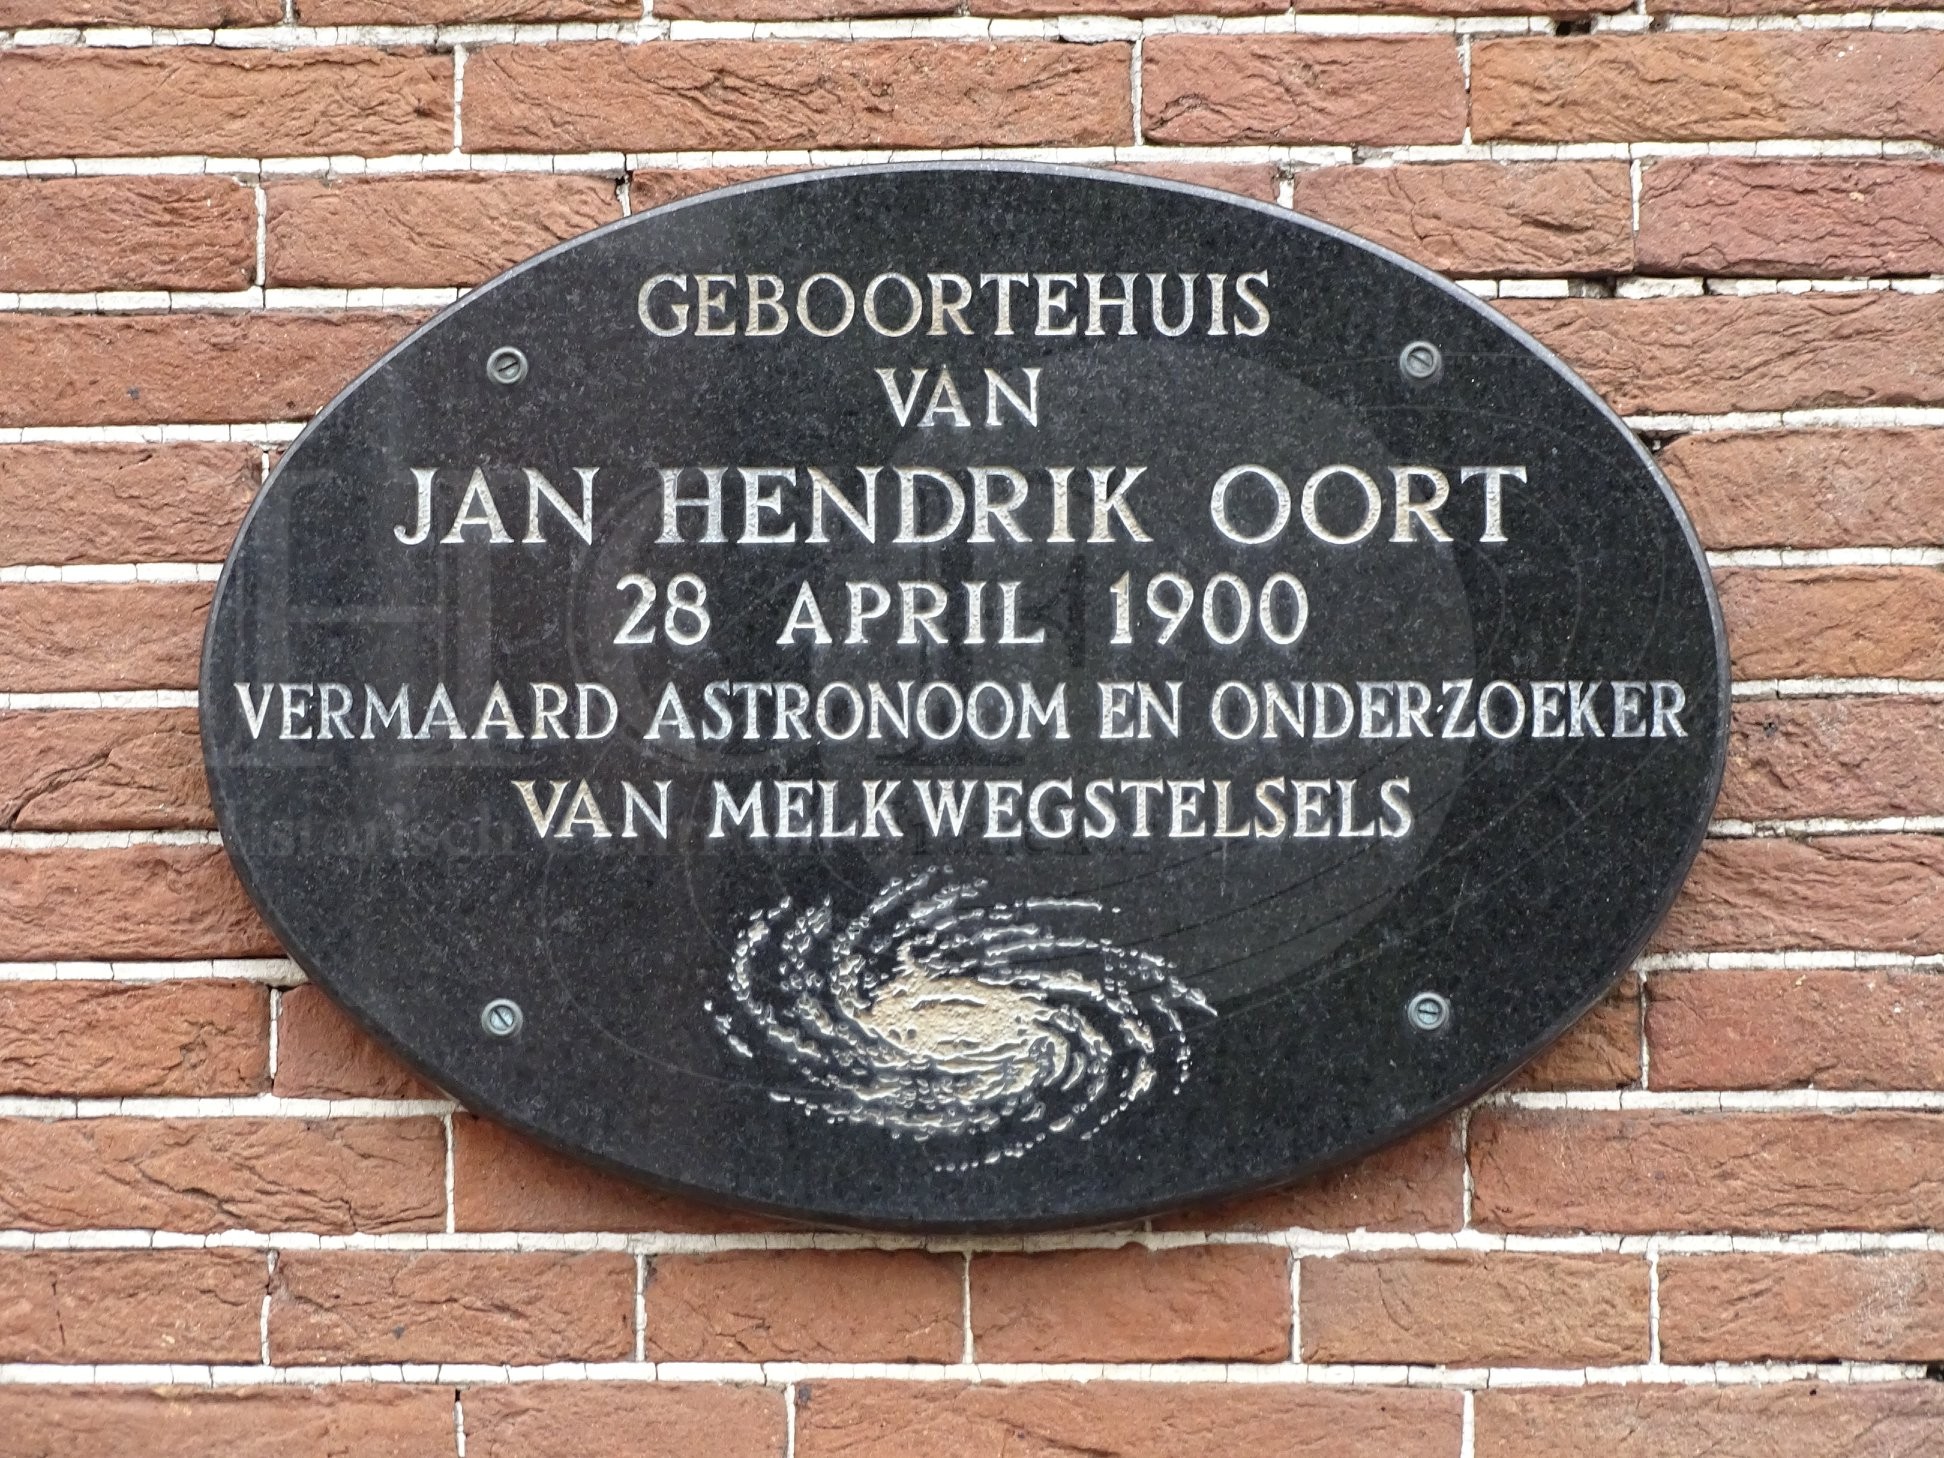 GEBOORTEHUIS
VAN
JAN HENDRIK OORT
28 APRIL 1900
VERMAARD ASTRONOOM EN ONDERZOEKER
VAN MELKWEGSTELSELS